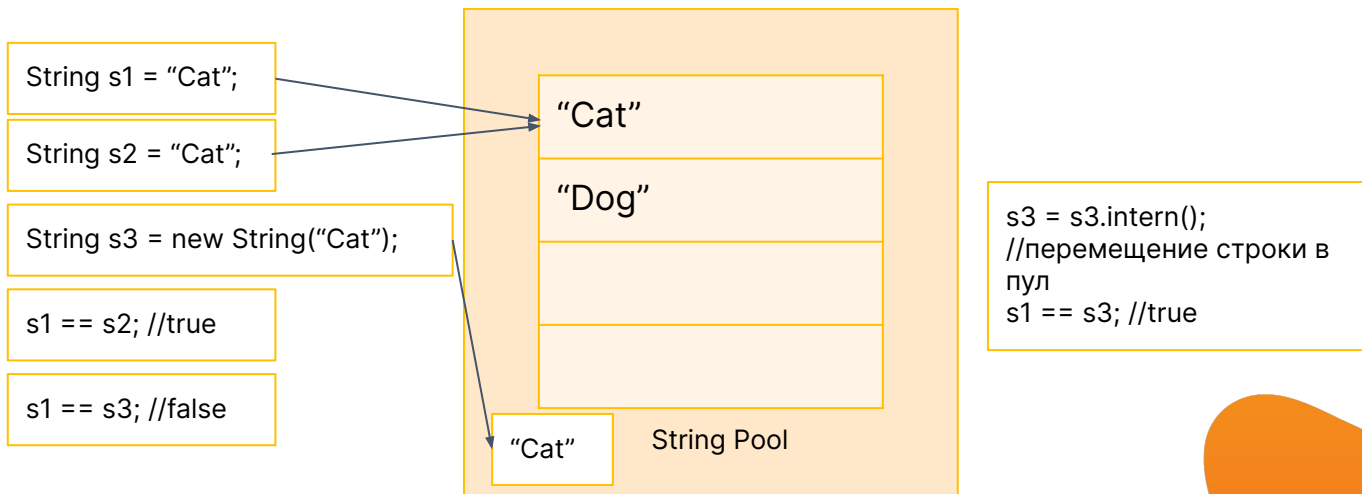 String s1 = “Cat”;
String s2 = “Cat”;
String s3 = new String(“Cat”);
s1 == s2; //true
s1 == s3; //false
“Cat”
“Dog”
“Cat”
String Pool
s3 = s3.intern();
//перемещение строки в
пул
s1 == s3; //true